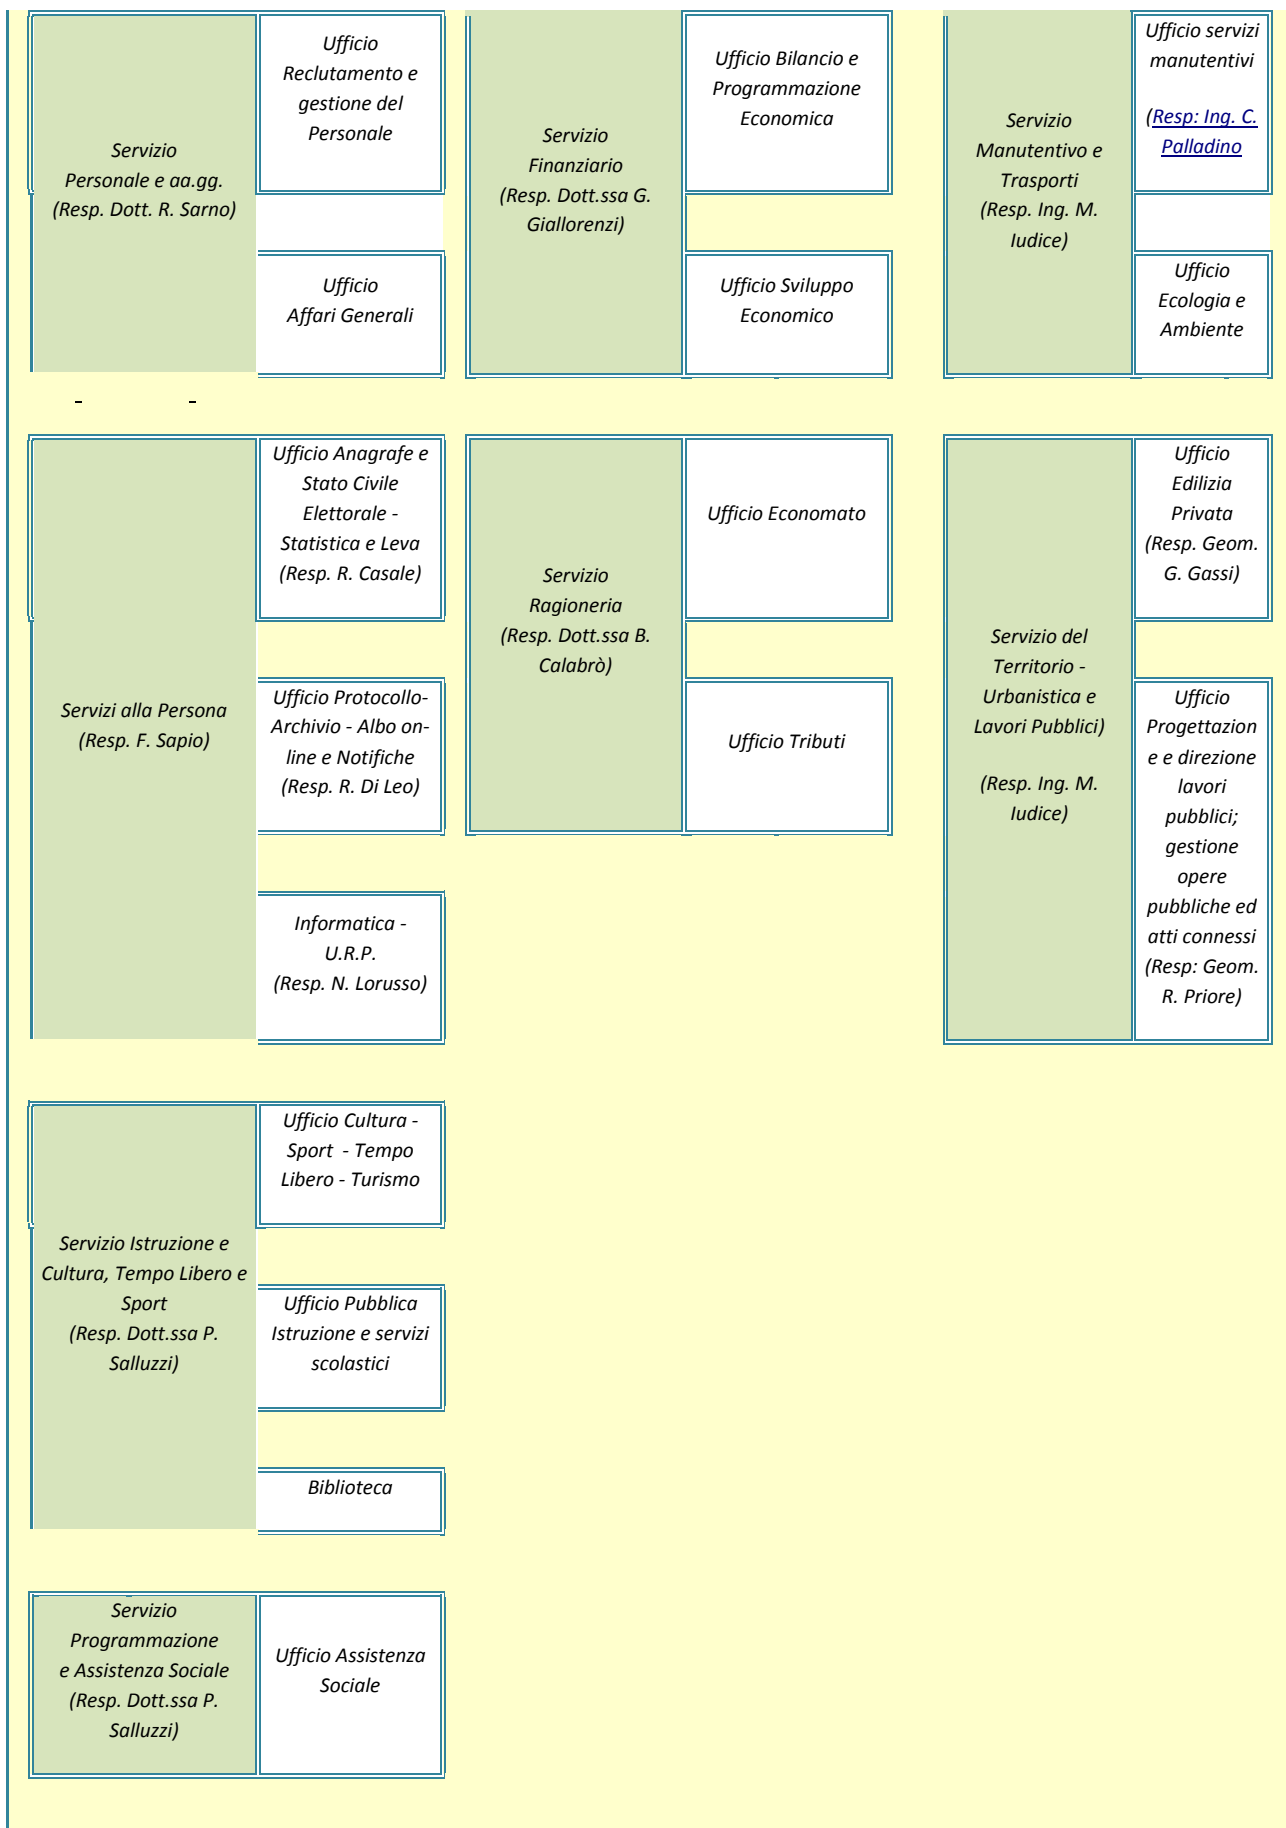 Servizio
Personale e aa.gg.
(Resp. Dott. R. Sarno)
Ufficio
Reclutamento e
gestione del
Personale
Ufficio
Affari Generali
Servizio
Finanziario
(Resp. Dott.ssa G.
Giallorenzi)
Ufficio Bilancio e
Programmazione
Economica
Ufficio Sviluppo
Economico
Servizio
Manutentivo e
Trasporti
(Resp. Ing. M.
Iudice)
Ufficio servizi
manutentivi
(Resp: Ing. C.
Palladino
Ufficio
Ecologia e
Ambiente
Servizi alla Persona
(Resp. F. Sapio)
Ufficio Anagrafe e
Stato Civile
Elettorale -
Statistica e Leva
(Resp. R. Casale)
Ufficio Protocollo-
Archivio - Albo on-
line e Notifiche
(Resp. R. Di Leo)
Informatica -
U.R.P.
(Resp. N. Lorusso)
Servizio
Ragioneria
(Resp. Dott.ssa B.
Calabrò)
Ufficio Economato
Ufficio Tributi
Servizio del
Territorio -
Urbanistica e
Lavori Pubblici)
(Resp. Ing. M.
Iudice)
Ufficio
Edilizia
Privata
(Resp. Geom.
G. Gassi)
Ufficio
Progettazion
e e direzione
lavori
pubblici;
gestione
opere
pubbliche ed
atti connessi
(Resp: Geom.
R. Priore)
Servizio Istruzione e
Cultura, Tempo Libero e
Sport
(Resp. Dott.ssa P.
Salluzzi)
Ufficio Cultura -
Sport - Tempo
Libero - Turismo
Ufficio Pubblica
Istruzione e servizi
scolastici
Biblioteca
Servizio
Programmazione
e Assistenza Sociale
(Resp. Dott.ssa P.
Salluzzi)
Ufficio Assistenza
Sociale